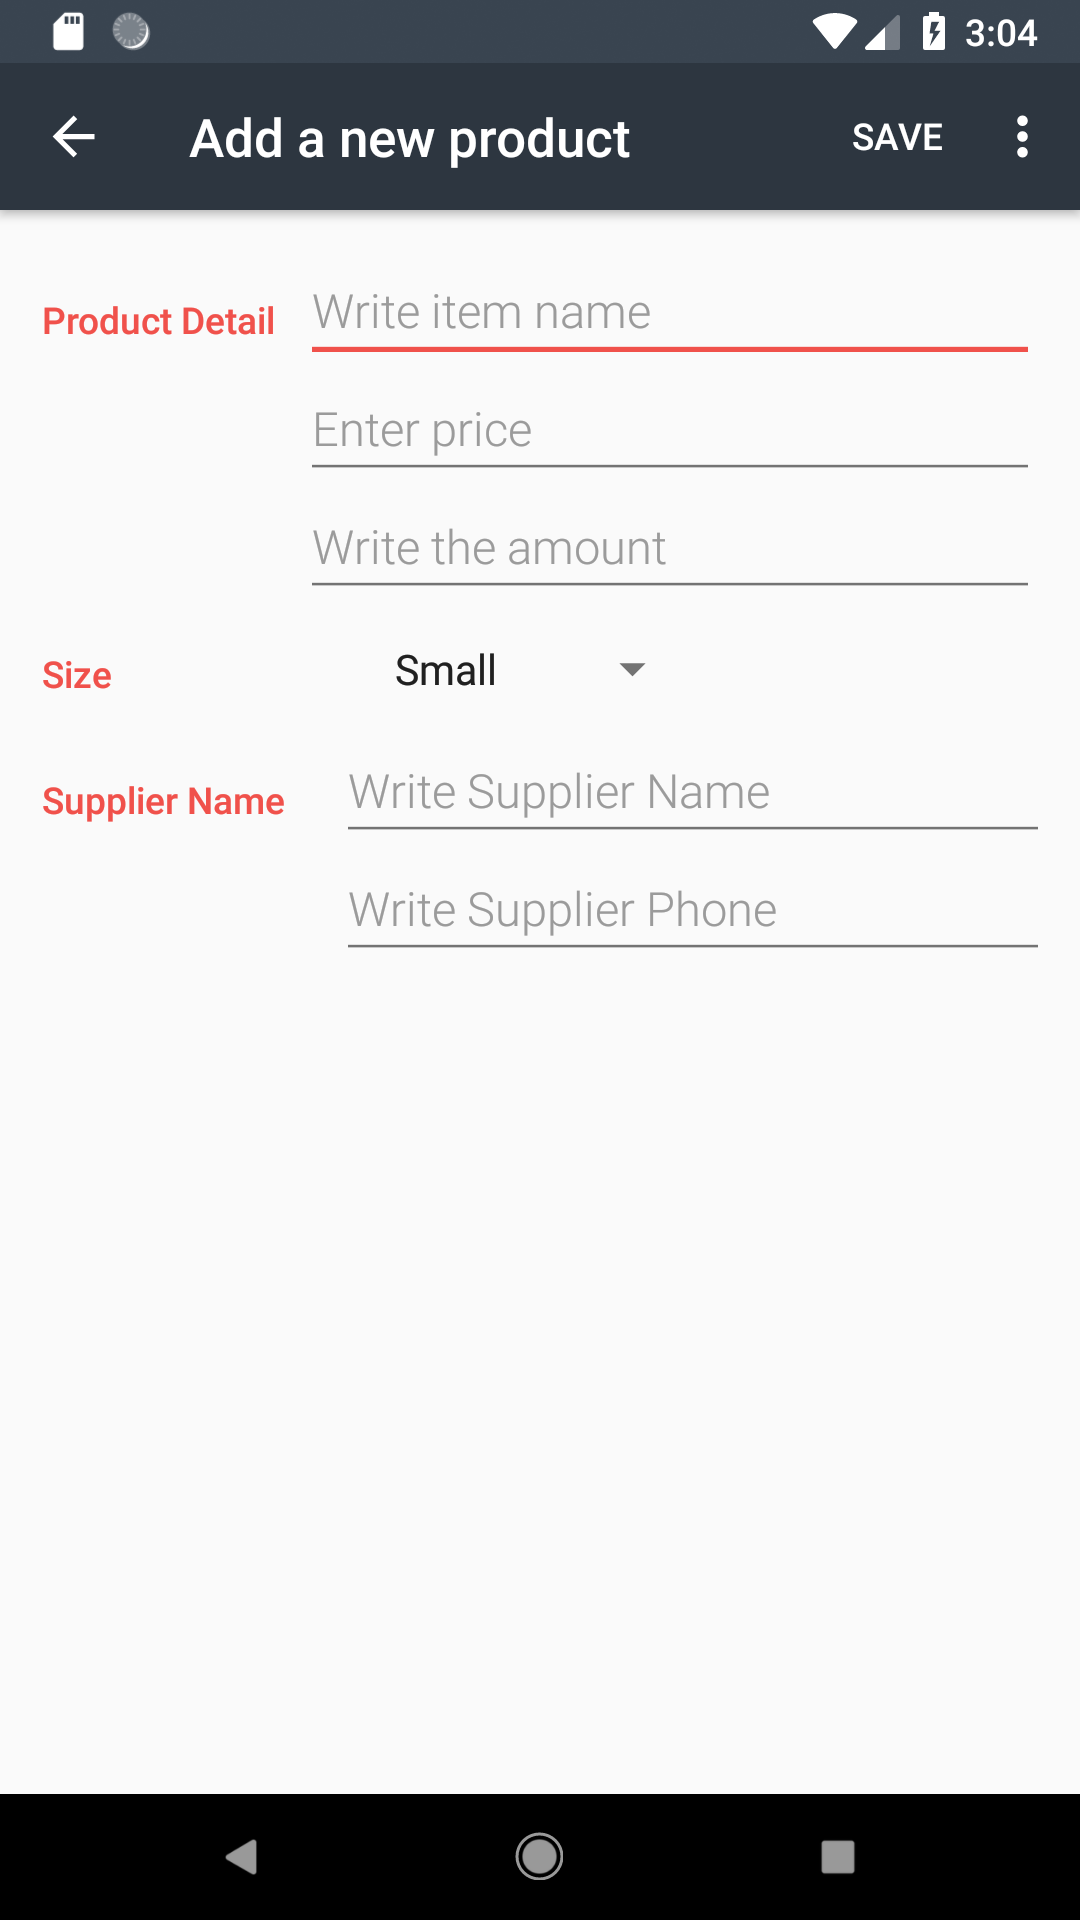 3:04
Add a new product SAVE
Product Detail Write item name
Enter price
Write the amount
Size Small
Supplier Name Write Supplier Name
Write Supplier Phone